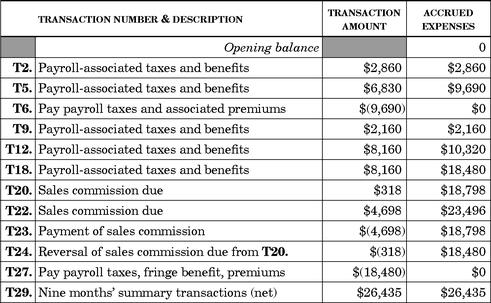 TRANSACTION NUMBER & DESCRIPTION TRANSACTION AMOUNT ACCRUED EXPENSES
Opening balance 0
T2. Payroll-associated taxes and benefits $2,860 $2,860
T5. Payroll-associated taxes and benefits $6,830 $9,690
T6. Pay payroll taxes and associated premiums $(9,690) $0
T9. Payroll-associated taxes and benefits $2,160 $2,160
T12. Payroll-associated taxes and benefits $8,160 $10,320
T18. Payroll-associated taxes and benefits $8,160 $18,480
T20. Sales commission due $318 $18,798
T22. Sales commission due $4,698 $23,496
T23. Payment of sales commission $(4,698) $18,798
T24. Reversal of sales commission due from T20. $(318) $18,480
T27. Pay payroll taxes, fringe benefit, premiums $(18,480) $0
T29. Nine months' summary transactions (net) $26,435 $26,435